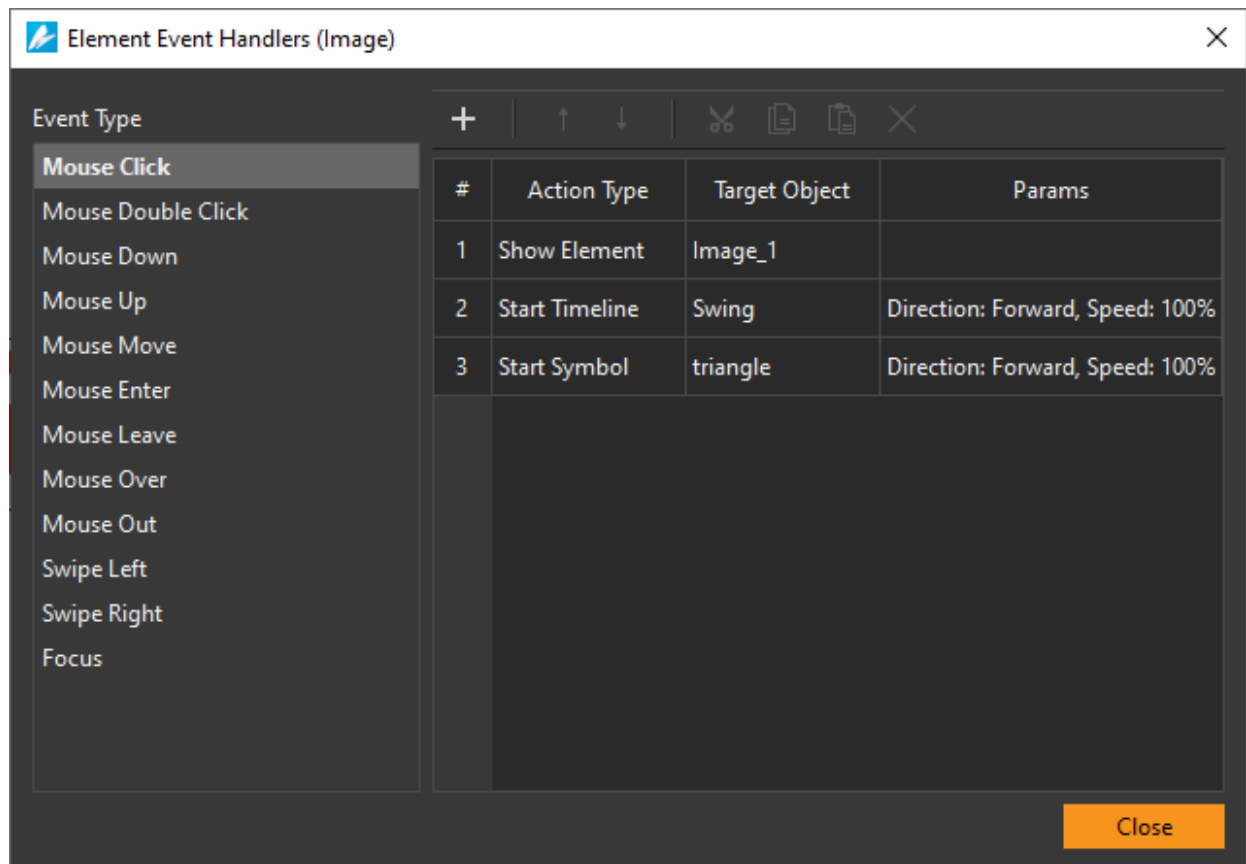 Element Event Handlers (Image)
Event Type
Mouse Click
Mouse Double Click
Mouse Down
Mouse Up
Mouse Move
Mouse Enter
Mouse Leave
Mouse Over
Mouse Out
Swipe Left
Swipe Right
Focus
# Action Type Target Object Params
1 Show Element Image_1
2 Start Timeline Swing Direction: Forward, Speed: 100%
3 Start Symbol triangle Direction: Forward, Speed: 100%
Close